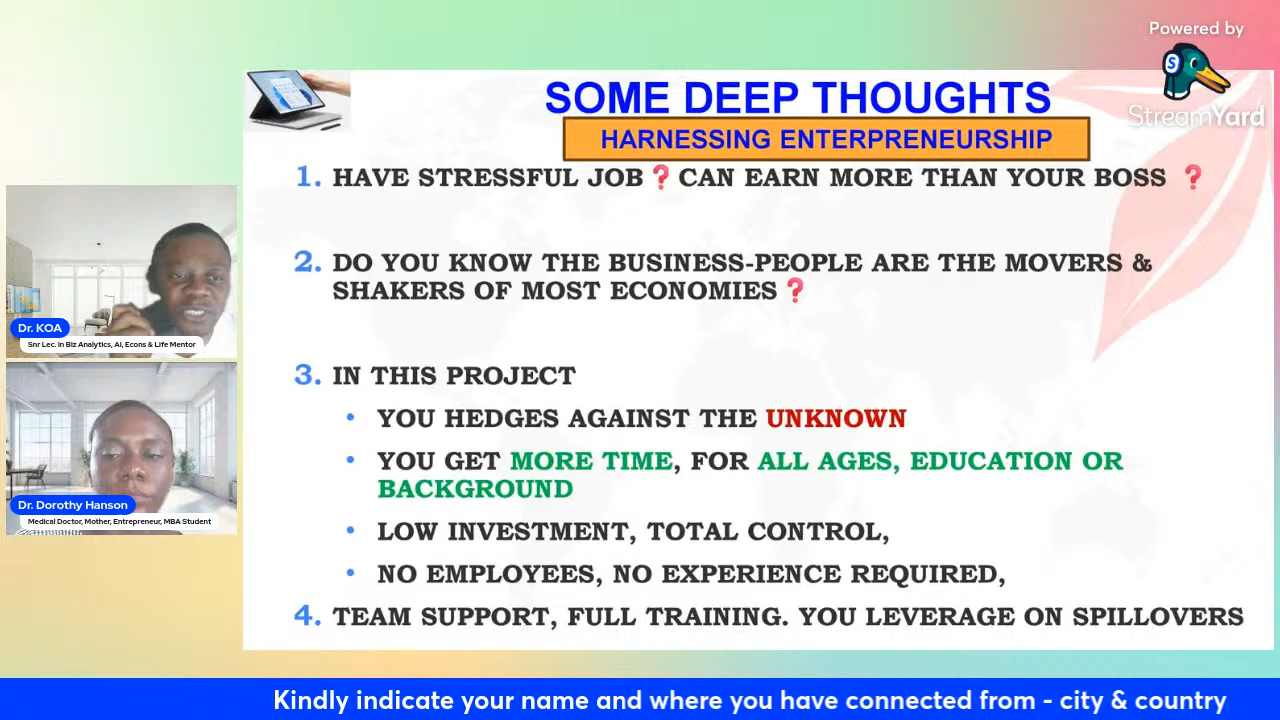 Powered by
StreamYard
SOME DEEP THOUGHTS
HARNESSING ENTERPRENEURSHIP
1. HAVE STRESSFUL JOB❓CAN EARN MORE THAN YOUR BOSS ❓
2. DO YOU KNOW THE BUSINESS-PEOPLE ARE THE MOVERS &
SHAKERS OF MOST ECONOMIES❓
3. IN THIS PROJECT
• YOU HEDGES AGAINST THE UNKNOWN
• YOU GET MORE TIME, FOR ALL AGES, EDUCATION OR
BACKGROUND
• LOW INVESTMENT, TOTAL CONTROL,
• NO EMPLOYEES, NO EXPERIENCE REQUIRED,
4. TEAM SUPPORT, FULL TRAINING. YOU LEVERAGE ON SPILLOVERS
Dr. KOA
Snr Lec. in Biz Analytics, AI, Econs & Life Mentor
Dr. Dorothy Hanson
Medical Doctor, Mother, Entrepreneur, MBA Student
Kindly indicate your name and where you have connected from - city & country